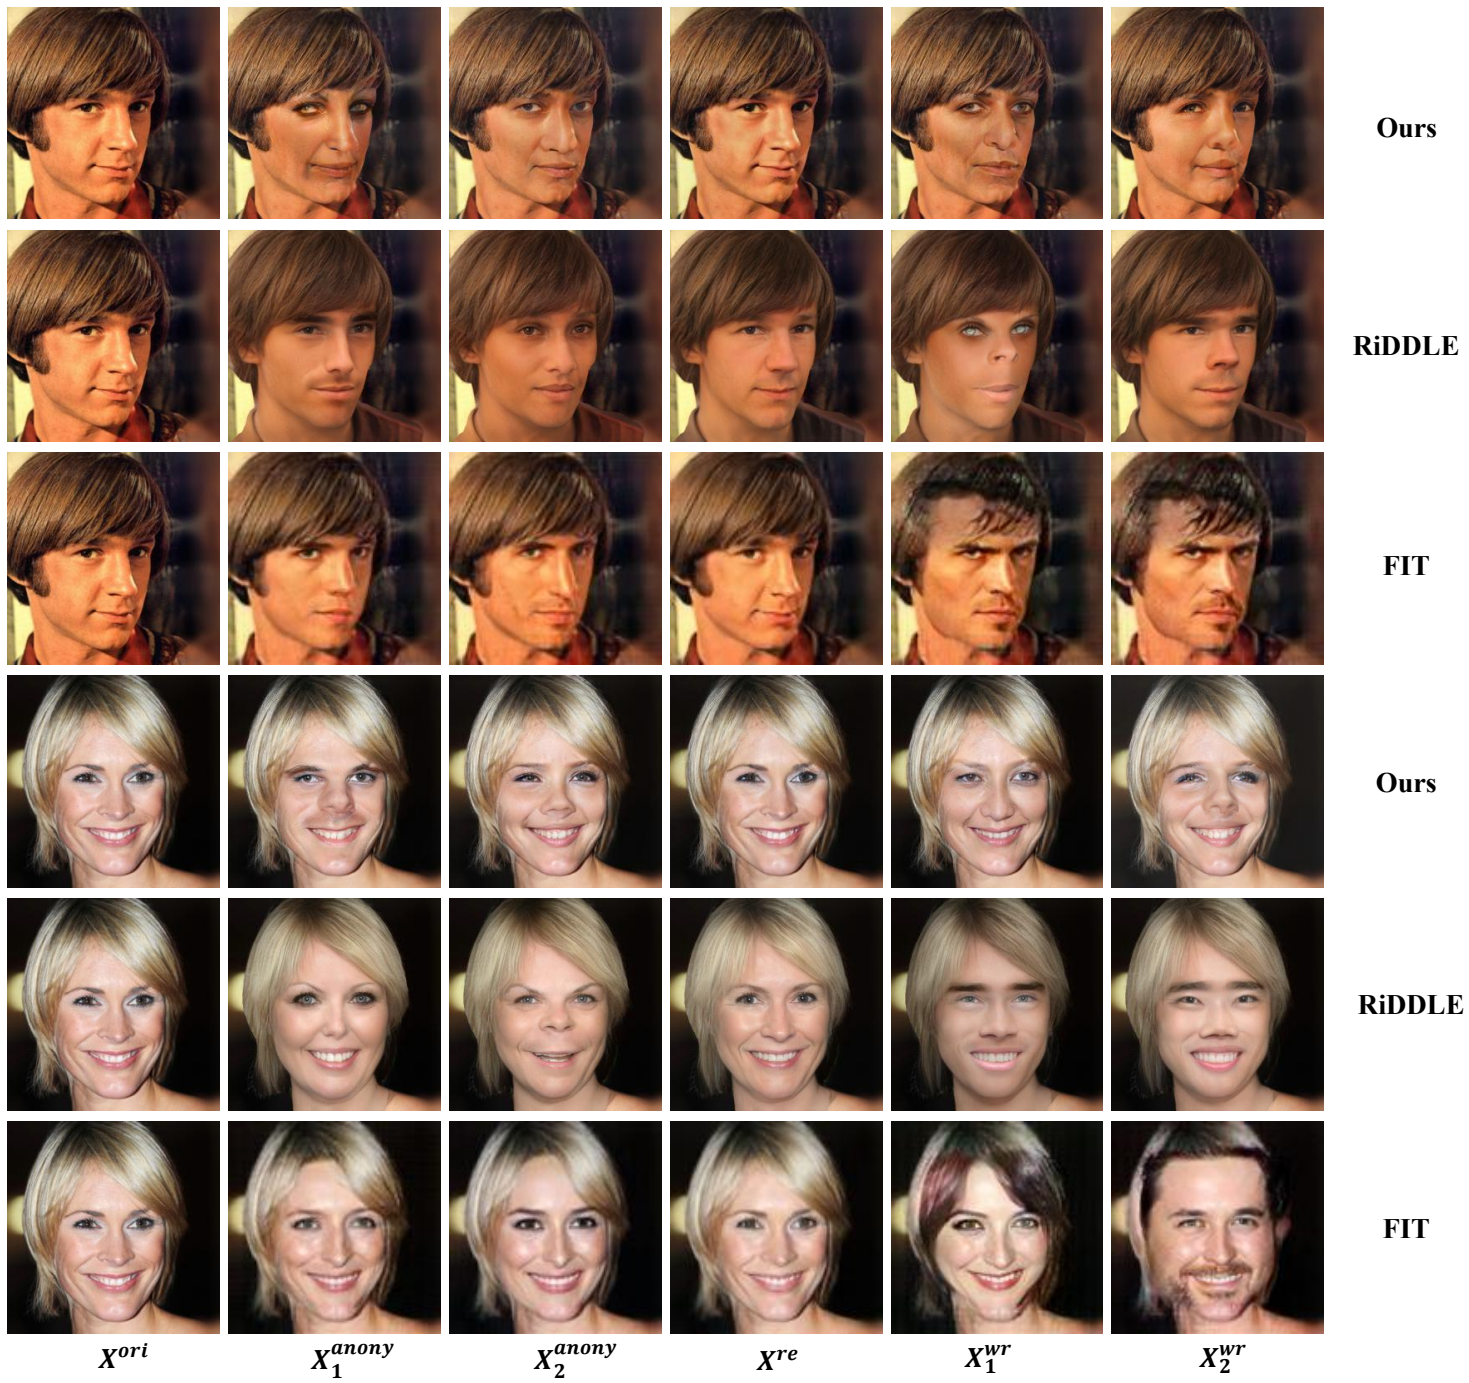 Ours
RiDDLE
FIT
Ours
RiDDLE
FIT
X^{ori} X_1^{anony} X_2^{anony} X^{re} X_1^{wr} X_2^{wr}